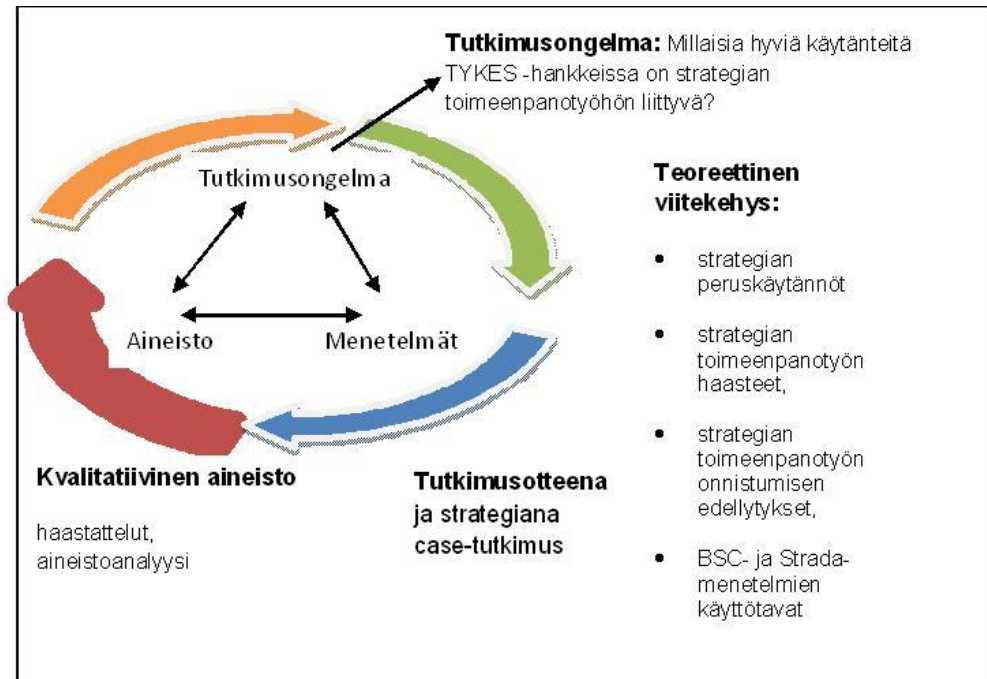 Tutkimusongelma: Millaisia hyviä käytänteitä
TYKES -hankkeissa on strategian
toimeenpanotyöhön liittyvä?
Tutkimusongelma
Aineisto
Menetelmät
Teoreettinen
viitekehys:
• strategian
peruskäytännöt
• strategian
toimeenpanotyön
haasteet,
• strategian
toimeenpanotyön
onnistumisen
edellytykset,
• BSC- ja Strada-
menetelmien
käyttötavat
Kvalitatiivinen aineisto
haastattelut,
aineistoanalyysi
Tutkimusotteena
ja strategiana
case-tutkimus